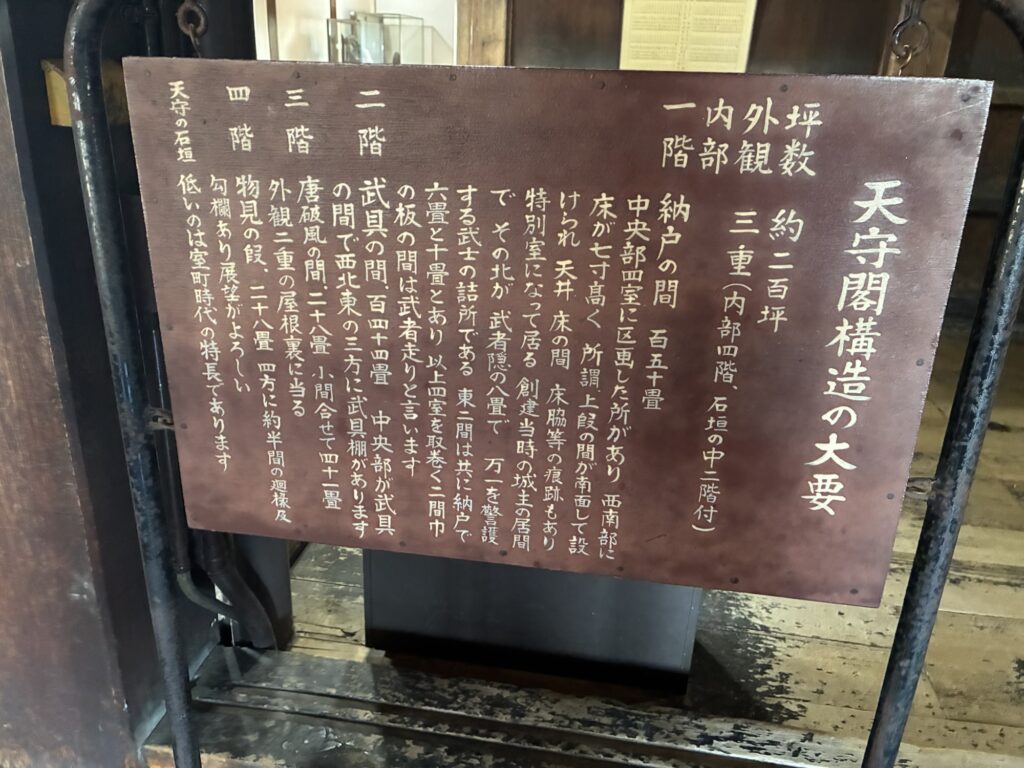 天守閣構造の大要
坪数　約二百坪
外観　三重(内部四階、石垣の中二階付)
内部
一階　納戸の間　百五十畳
中央部四室に区画した所があり　西南部に
床が七寸高く　所謂上段の間が南面して設
けられ　天井　床の間　床脇等の痕跡もあり
特別室になって居る　創建当時の城主の居間
で　その北が　武者隠の八畳で　万一を警護
する武士の詰所である　東二間は共に納戸で
六畳と十畳とあり　以上四室を取巻く二間巾
の板の間は武者走りと言います
二階　武具の間、百四十四畳　中央部が武具
の間で西北東の三方に武具棚があります
三階　唐破風の間、二十八畳　小間合せて四十一畳
外観二重の屋根裏に当る
四階　物見の段、二十八畳　四方に約半間の廻椽及
勾欄あり展望がよろしい
天守の石垣　低いのは室町時代の特長であります